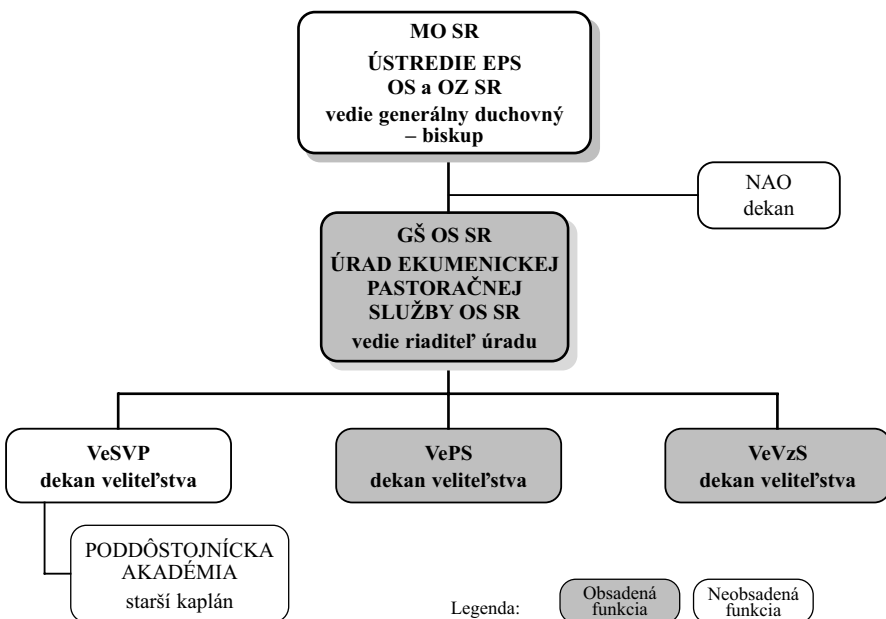 MO SR
ÚSTREDIE EPS
OS a OZ SR
vedie generálny duchovný
– biskup
NAO
dekan
GŠ OS SR
ÚRAD EKUMENICKEJ
PASTORAČNEJ
SLUŽBY OS SR
vedie riaditeľ úradu
VeSVP
dekan veliteľstva
VePS
dekan veliteľstva
VeVzS
dekan veliteľstva
PODDÔSTOJNÍCKA
AKADÉMIA
starší kaplán
Legenda:
Obsadená
funkcia
Neobsadená
funkcia